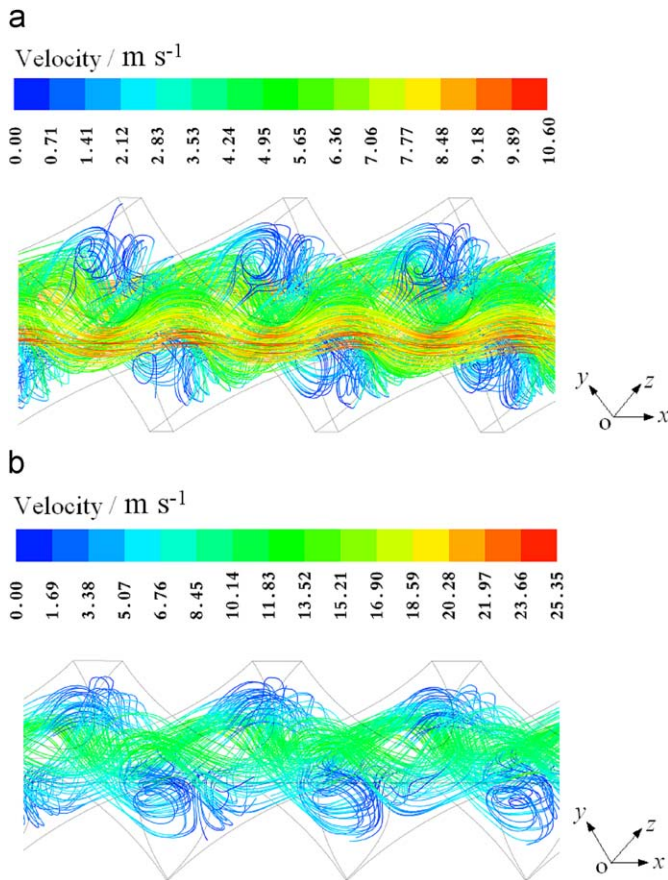 a
Velocity / m s⁻¹
0.00 0.71 1.41 2.12 2.83 3.53 4.24 4.95 5.65 6.36 7.06 7.77 8.48 9.18 9.89 10.60
y z
o x
b
Velocity / m s⁻¹
0.00 1.69 3.38 5.07 6.76 8.45 10.14 11.83 13.52 15.21 16.90 18.59 20.28 21.97 23.66 25.35
y z
o x